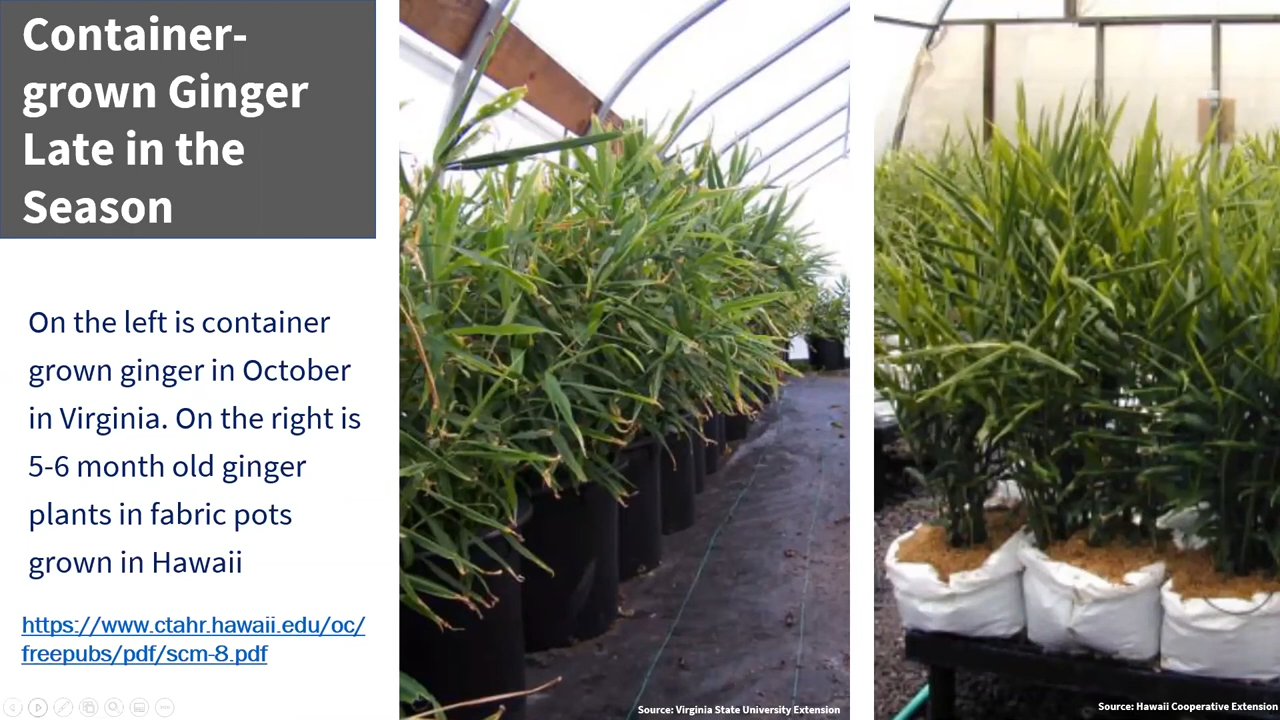 Container-
grown Ginger
Late in the
Season
On the left is container
grown ginger in October
in Virginia. On the right is
5-6 month old ginger
plants in fabric pots
grown in Hawaii
https://www.ctahr.hawaii.edu/oc/
freepubs/pdf/scm-8.pdf
Source: Virginia State University Extension
Source: Hawaii Cooperative Extension